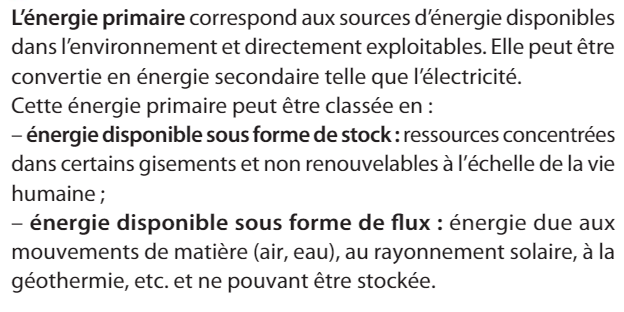 L’énergie primaire correspond aux sources d’énergie disponibles
dans l’environnement et directement exploitables. Elle peut être
convertie en énergie secondaire telle que l’électricité.
Cette énergie primaire peut être classée en :
– énergie disponible sous forme de stock : ressources concentrées
dans certains gisements et non renouvelables à l’échelle de la vie
humaine ;
– énergie disponible sous forme de flux : énergie due aux
mouvements de matière (air, eau), au rayonnement solaire, à la
géothermie, etc. et ne pouvant être stockée.